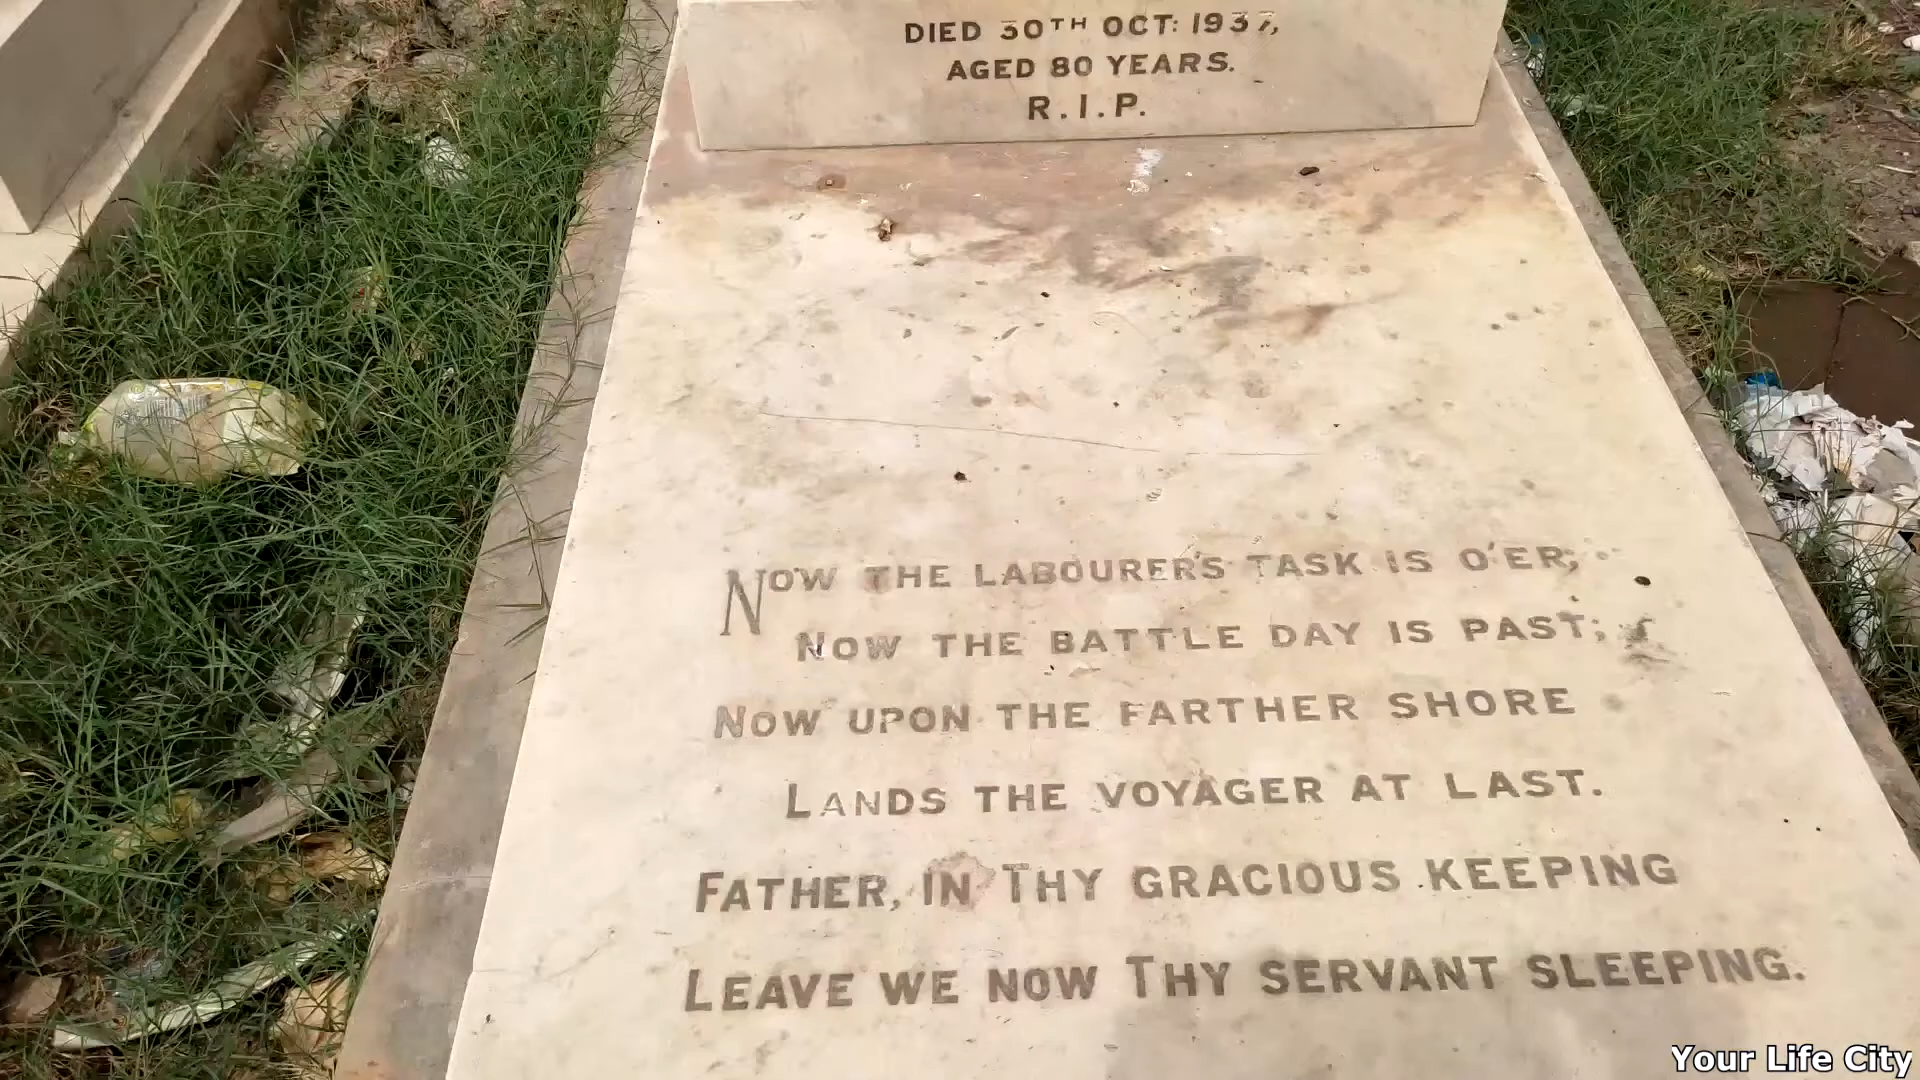 DIED 30TH OCT: 1937,
AGED 80 YEARS.
R.I.P.
NOW THE LABOURER'S TASK IS O'ER;
NOW THE BATTLE DAY IS PAST;
NOW UPON THE FARTHER SHORE
LANDS THE VOYAGER AT LAST.
FATHER, IN THY GRACIOUS KEEPING
LEAVE WE NOW THY SERVANT SLEEPING.
Your Life City